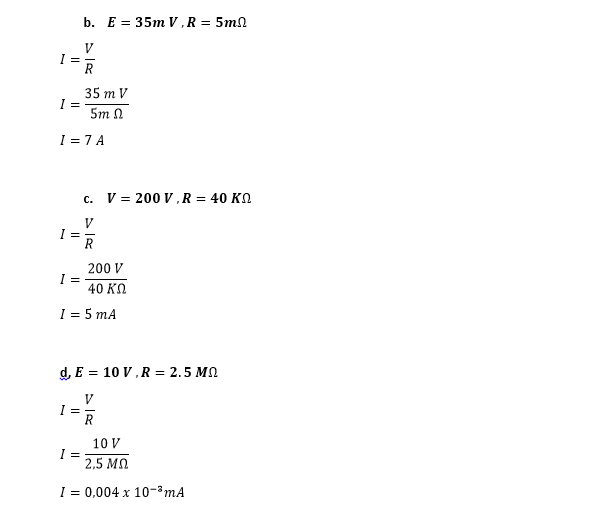 b. E = 35m V , R = 5mΩ
I = V/R
I = 35 m V / 5m Ω
I = 7 A
c. V = 200 V , R = 40 KΩ
I = V/R
I = 200 V / 40 KΩ
I = 5 mA
d, E = 10 V , R = 2.5 MΩ
I = V/R
I = 10 V / 2,5 MΩ
I = 0,004 x 10⁻³ mA